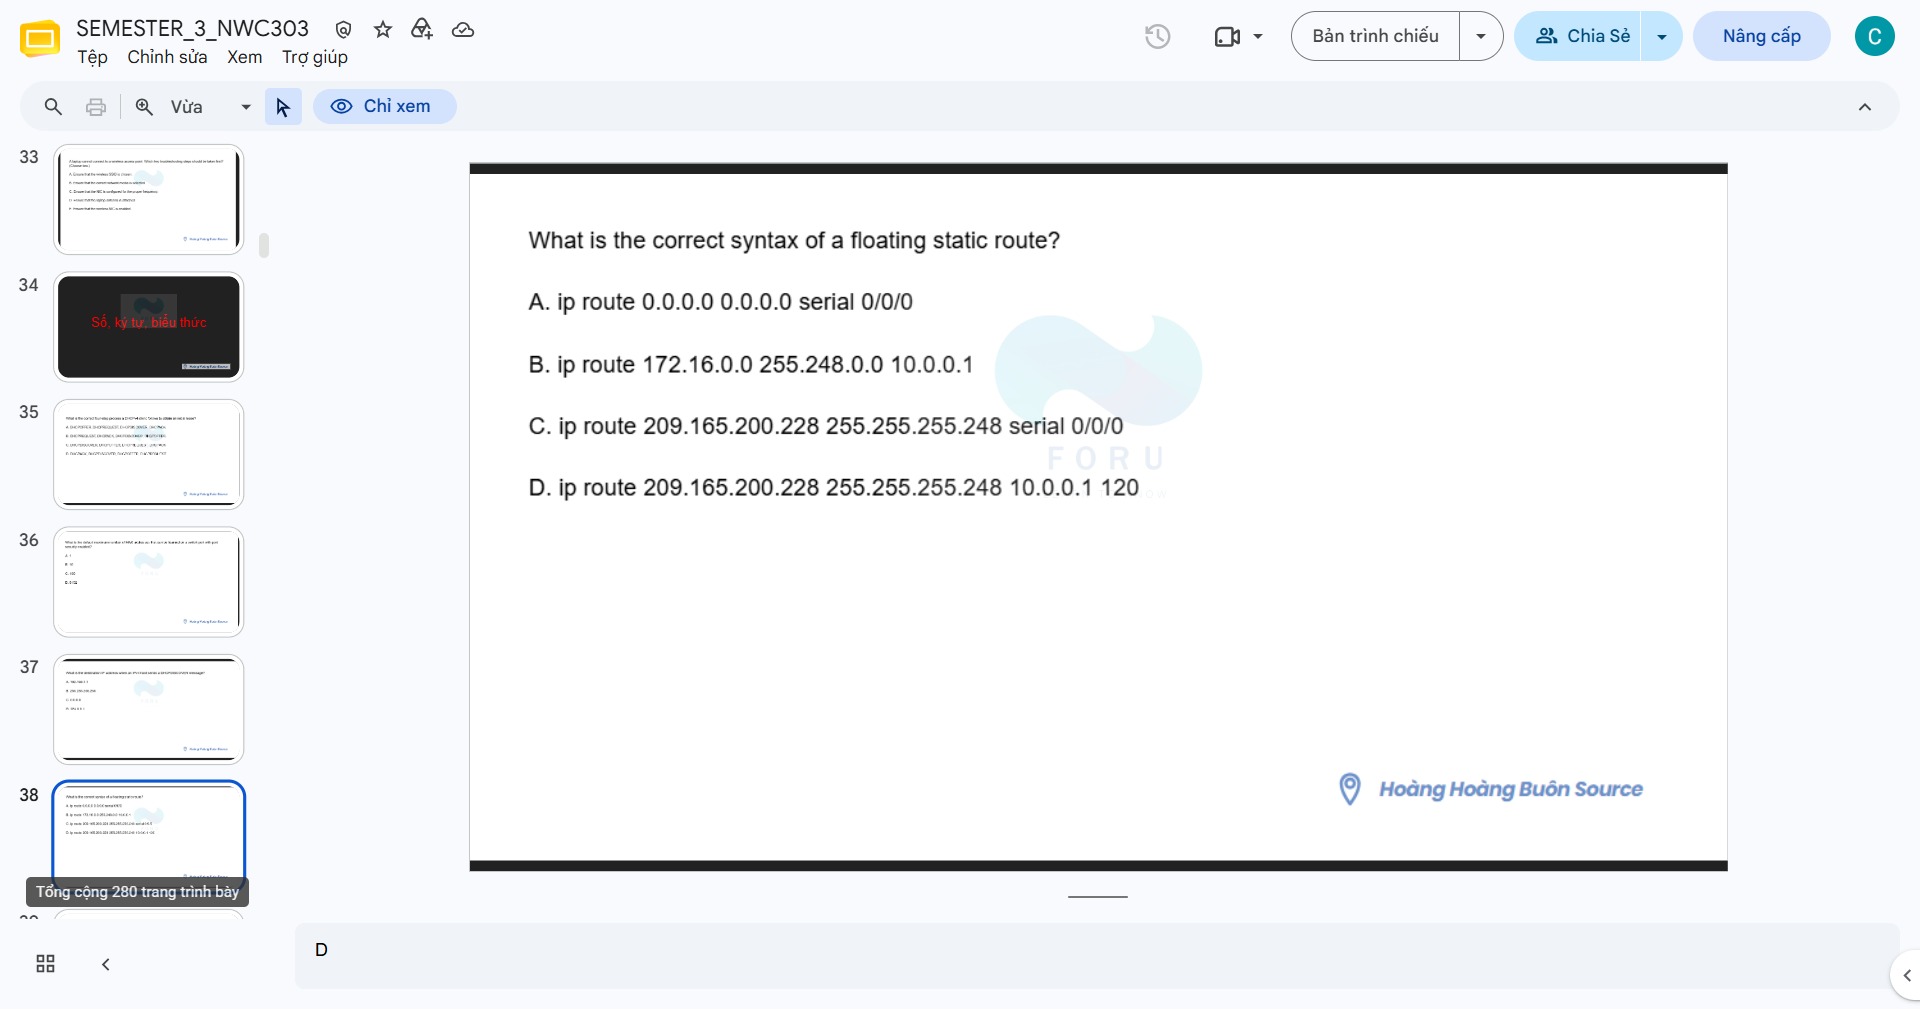 SEMESTER_3_NWC303
Tệp Chỉnh sửa Xem Trợ giúp
Bản trình chiếu
Chia Sẻ
Nâng cấp
C
Vừa
Chỉ xem
33
34
Số, ký tự, biểu thức
35
36
37
38
Tổng cộng 280 trang trình bày
What is the correct syntax of a floating static route?
A. ip route 0.0.0.0 0.0.0.0 serial 0/0/0
B. ip route 172.16.0.0 255.248.0.0 10.0.0.1
C. ip route 209.165.200.228 255.255.255.248 serial 0/0/0
FORU
D. ip route 209.165.200.228 255.255.255.248 10.0.0.1 120
Hoàng Hoàng Buôn Source
D